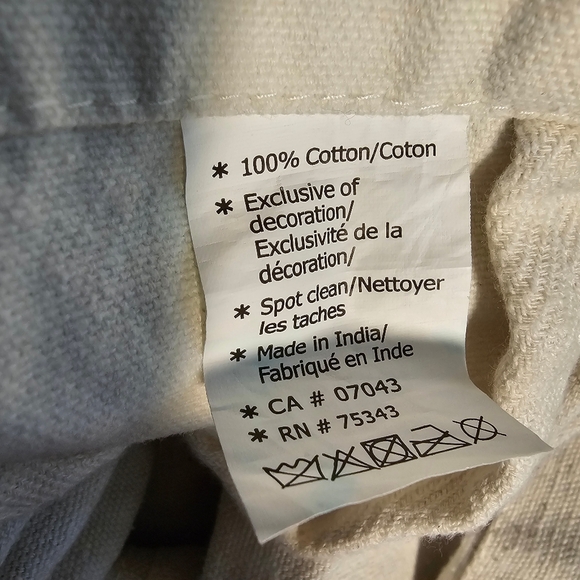 * 100% Cotton/Coton
* Exclusive of
decoration/
Exclusivité de la
décoration/
* Spot clean/Nettoyer
les taches
* Made in India/
Fabriqué en Inde
* CA # 07043
* RN # 75343